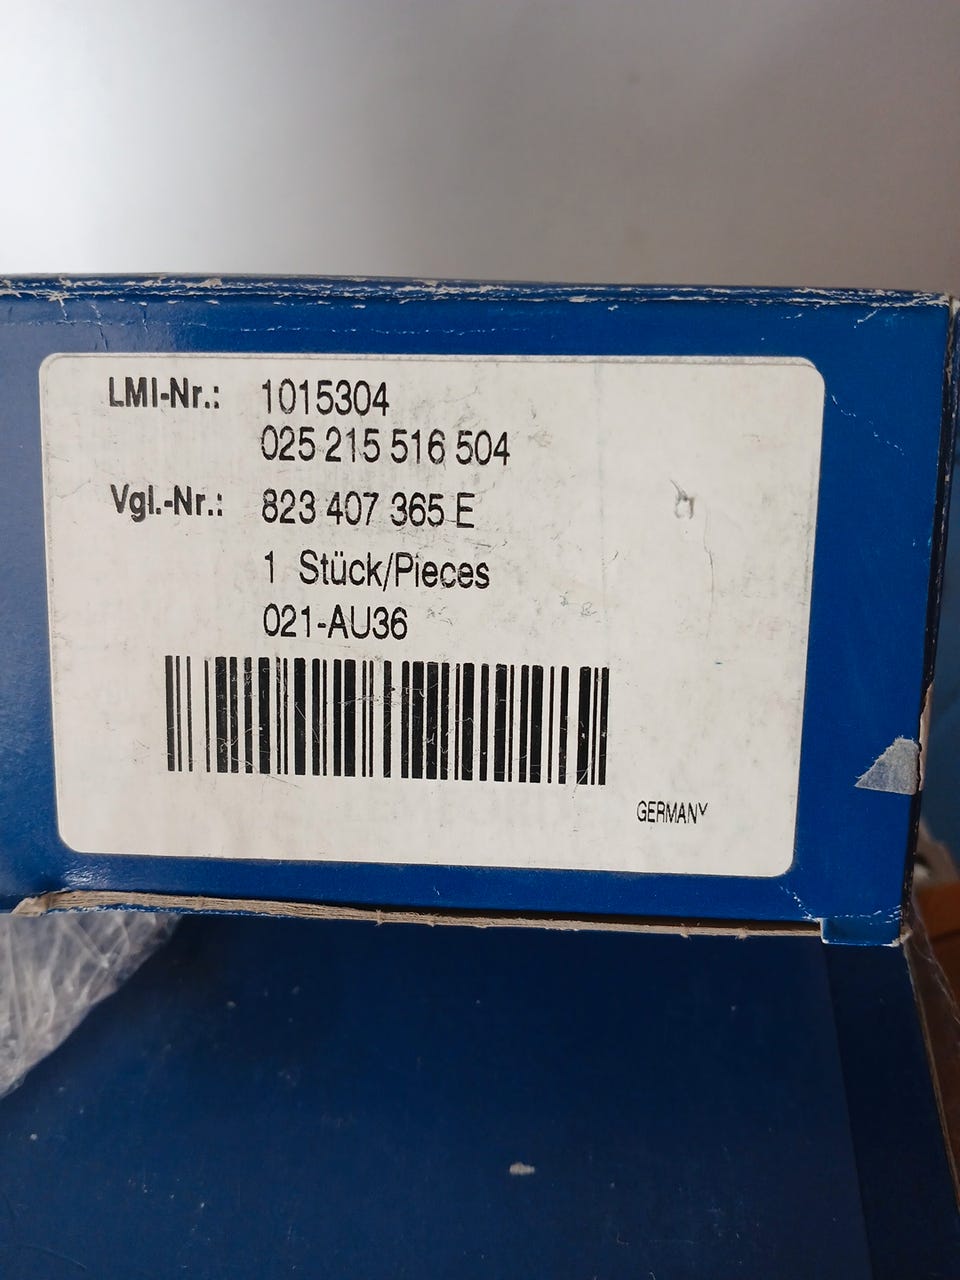 LMI-Nr.: 1015304
025 215 516 504
Vgl.-Nr.: 823 407 365 E
1 Stück/Pieces
021-AU36
GERMANY